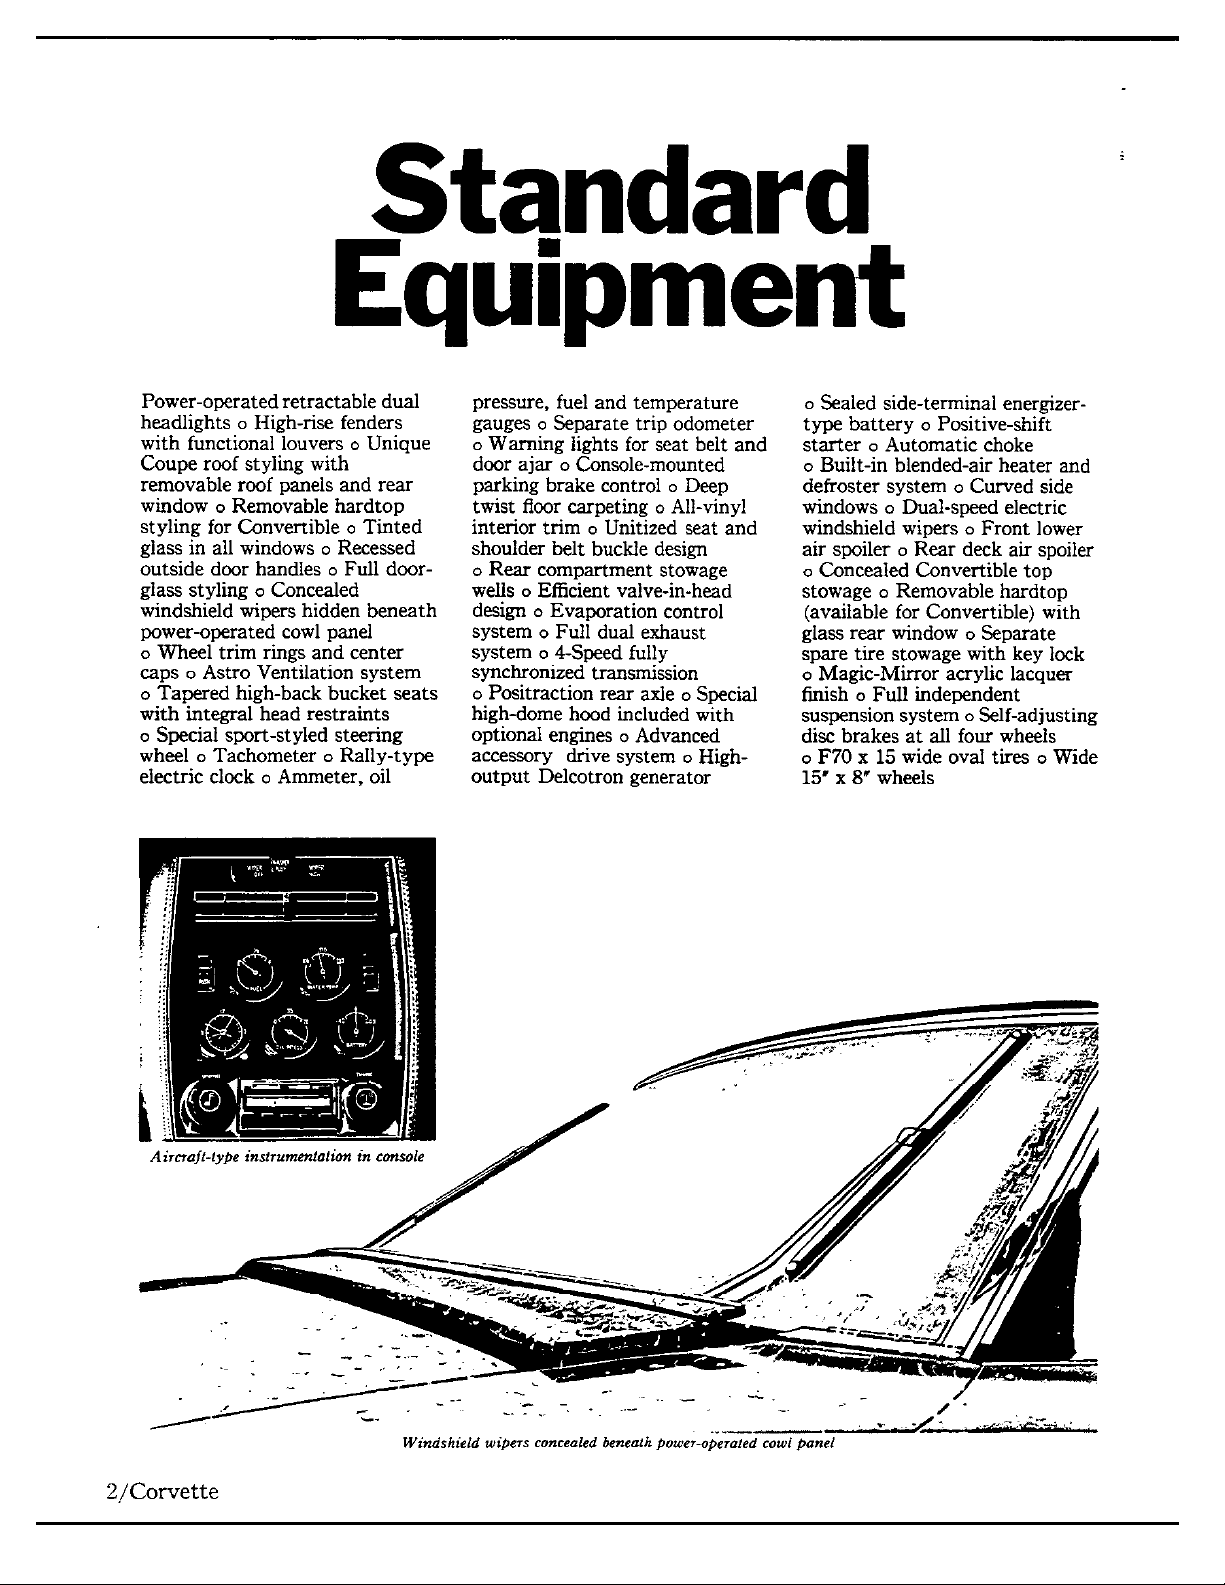 Standard
Equipment
Power-operated retractable dual
headlights o High-rise fenders
with functional louvers o Unique
Coupe roof styling with
removable roof panels and rear
window o Removable hardtop
styling for Convertible o Tinted
glass in all windows o Recessed
outside door handles o Full door-
glass styling o Concealed
windshield wipers hidden beneath
power-operated cowl panel
o Wheel trim rings and center
caps o Astro Ventilation system
o Tapered high-back bucket seats
with integral head restraints
o Special sport-styled steering
wheel o Tachometer o Rally-type
electric clock o Ammeter, oil
pressure, fuel and temperature
gauges o Separate trip odometer
o Warning lights for seat belt and
door ajar o Console-mounted
parking brake control o Deep
twist floor carpeting o All-vinyl
interior trim o Unitized seat and
shoulder belt buckle design
o Rear compartment stowage
wells o Efficient valve-in-head
design o Evaporation control
system o Full dual exhaust
system o 4-Speed fully
synchronized transmission
o Positraction rear axle o Special
high-dome hood included with
optional engines o Advanced
accessory drive system o High-
output Delcotron generator
o Sealed side-terminal energizer-
type battery o Positive-shift
starter o Automatic choke
o Built-in blended-air heater and
defroster system o Curved side
windows o Dual-speed electric
windshield wipers o Front lower
air spoiler o Rear deck air spoiler
o Concealed Convertible top
stowage o Removable hardtop
(available for Convertible) with
glass rear window o Separate
spare tire stowage with key lock
o Magic-Mirror acrylic lacquer
finish o Full independent
suspension system o Self-adjusting
disc brakes at all four wheels
o F70 x 15 wide oval tires o Wide
15" x 8" wheels
FUEL
WATER TEMP
BATTERY
Aircraft-type instrumentation in console
Windshield wipers concealed beneath power-operated cowl panel
2/Corvette